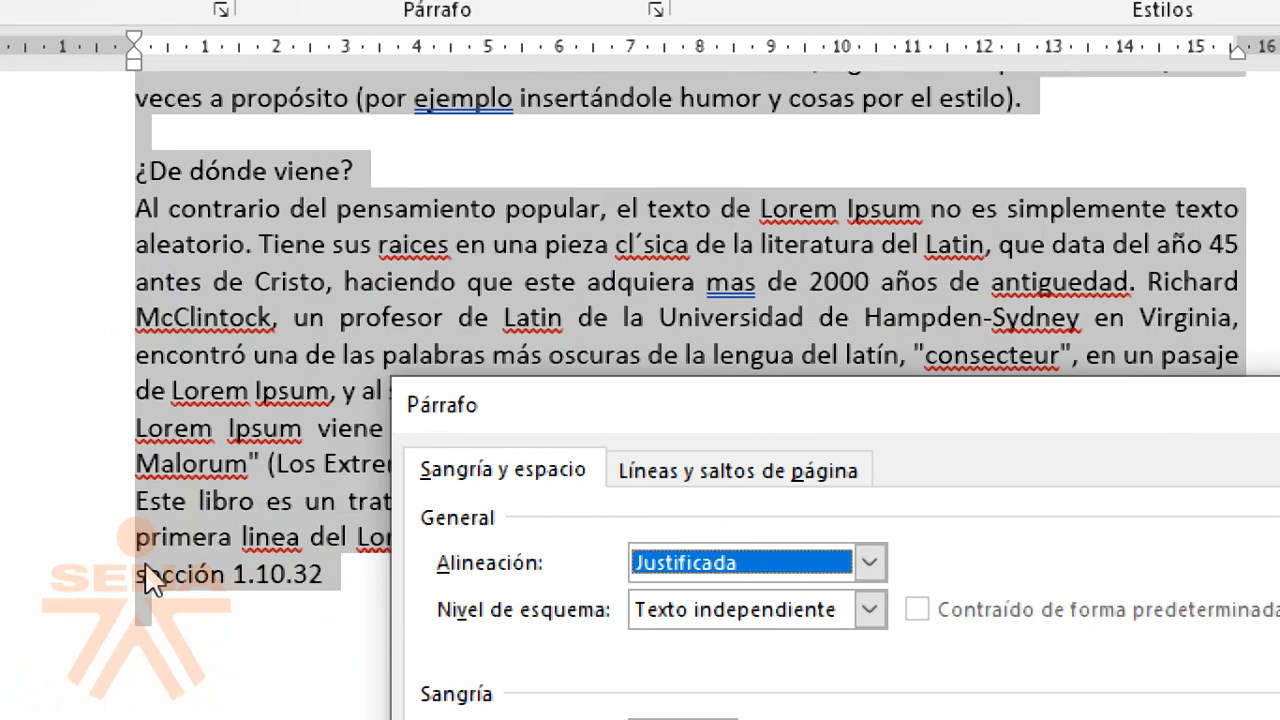 Párrafo
Estilos
1 1 2 3 4 5 6 7 8 9 10 11 12 13 14 15 16
veces a propósito (por ejemplo insertándole humor y cosas por el estilo).
¿De dónde viene?
Al contrario del pensamiento popular, el texto de Lorem Ipsum no es simplemente texto
aleatorio. Tiene sus raices en una pieza cl´sica de la literatura del Latin, que data del año 45
antes de Cristo, haciendo que este adquiera mas de 2000 años de antiguedad. Richard
McClintock, un profesor de Latin de la Universidad de Hampden-Sydney en Virginia,
encontró una de las palabras más oscuras de la lengua del latín, "consecteur", en un pasaje
de Lorem Ipsum, y al
Lorem Ipsum viene
Malorum" (Los
Este libro es un
primera linea del
sección 1.10.32
SENA
Párrafo
Sangría y espacio
Líneas y saltos de página
General
Alineación:
Justificada
Nivel de esquema:
Texto independiente
Contraído de forma
Sangría